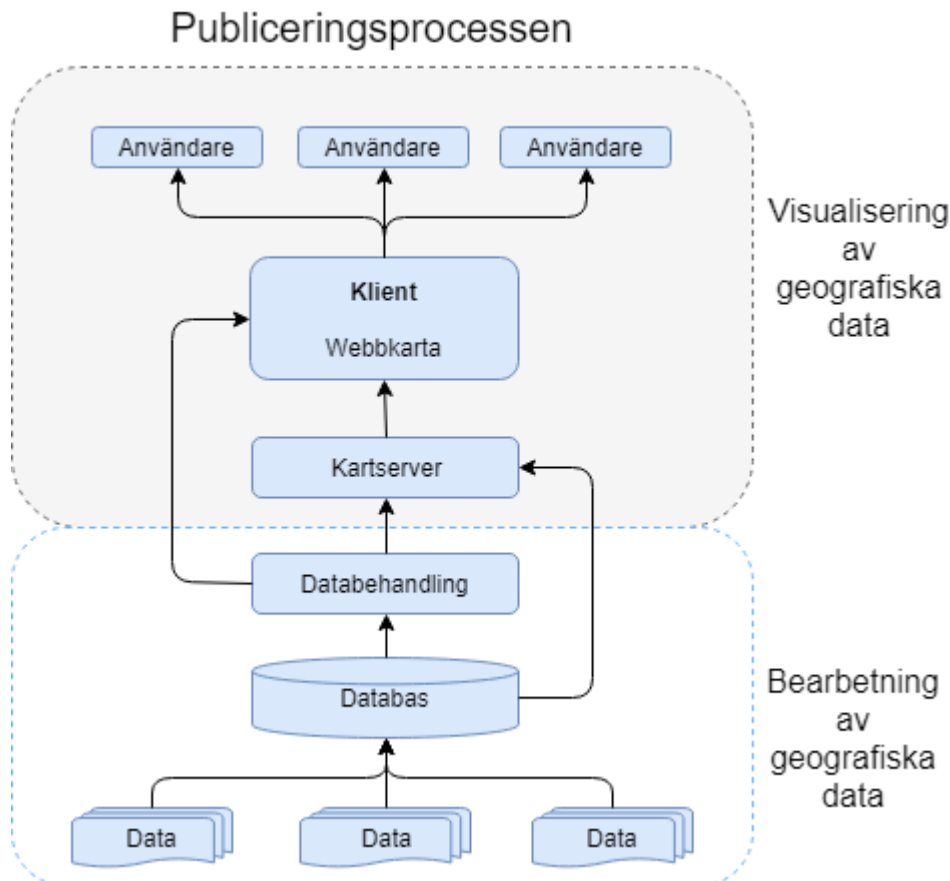 Publiceringsprocessen
Användare
Användare
Användare
Visualisering
av
geografiska
data
Klient
Webbkarta
Kartserver
Databehandling
Databas
Bearbetning
av
geografiska
data
Data
Data
Data